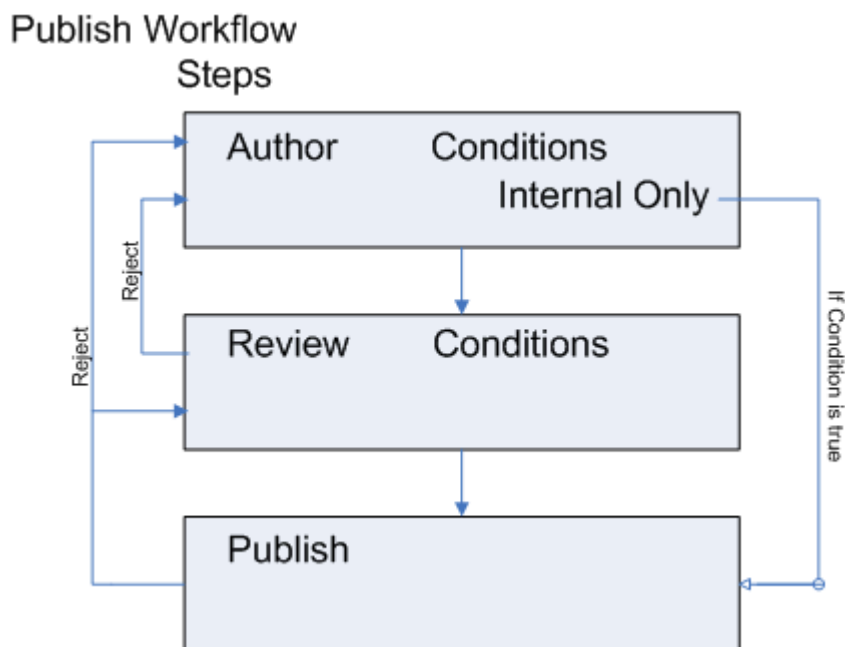 Publish Workflow
Steps
Author Conditions
Internal Only
Reject
If Condition is true
Review Conditions
Reject
Publish